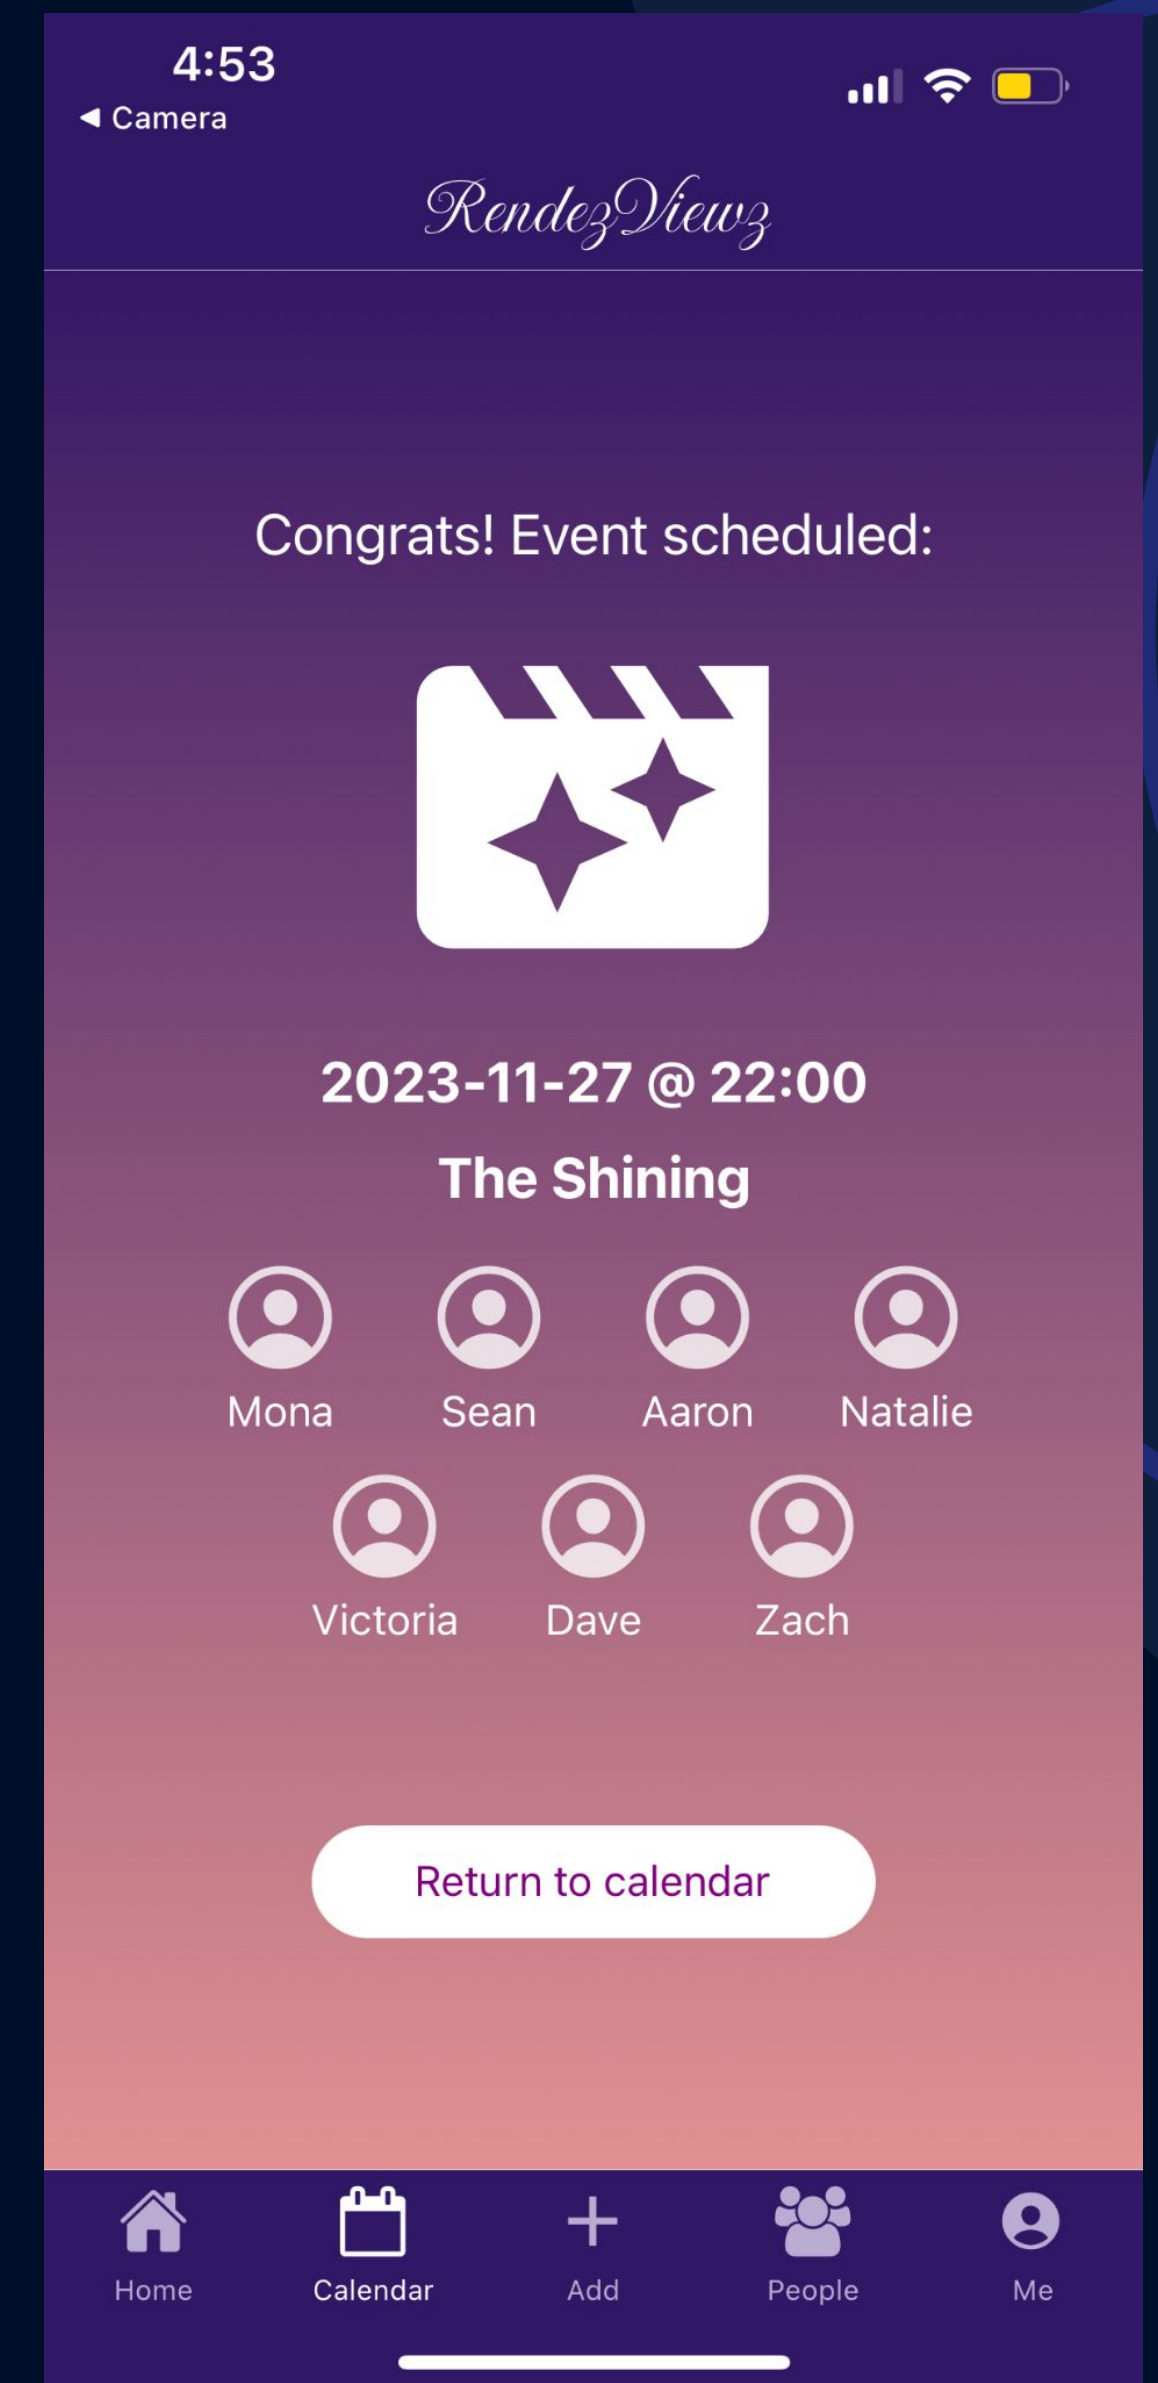 4:53
◀ Camera
RendezViewz
Congrats! Event scheduled:
2023-11-27 @ 22:00
The Shining
Mona Sean Aaron Natalie
Victoria Dave Zach
Return to calendar
Home Calendar Add People Me